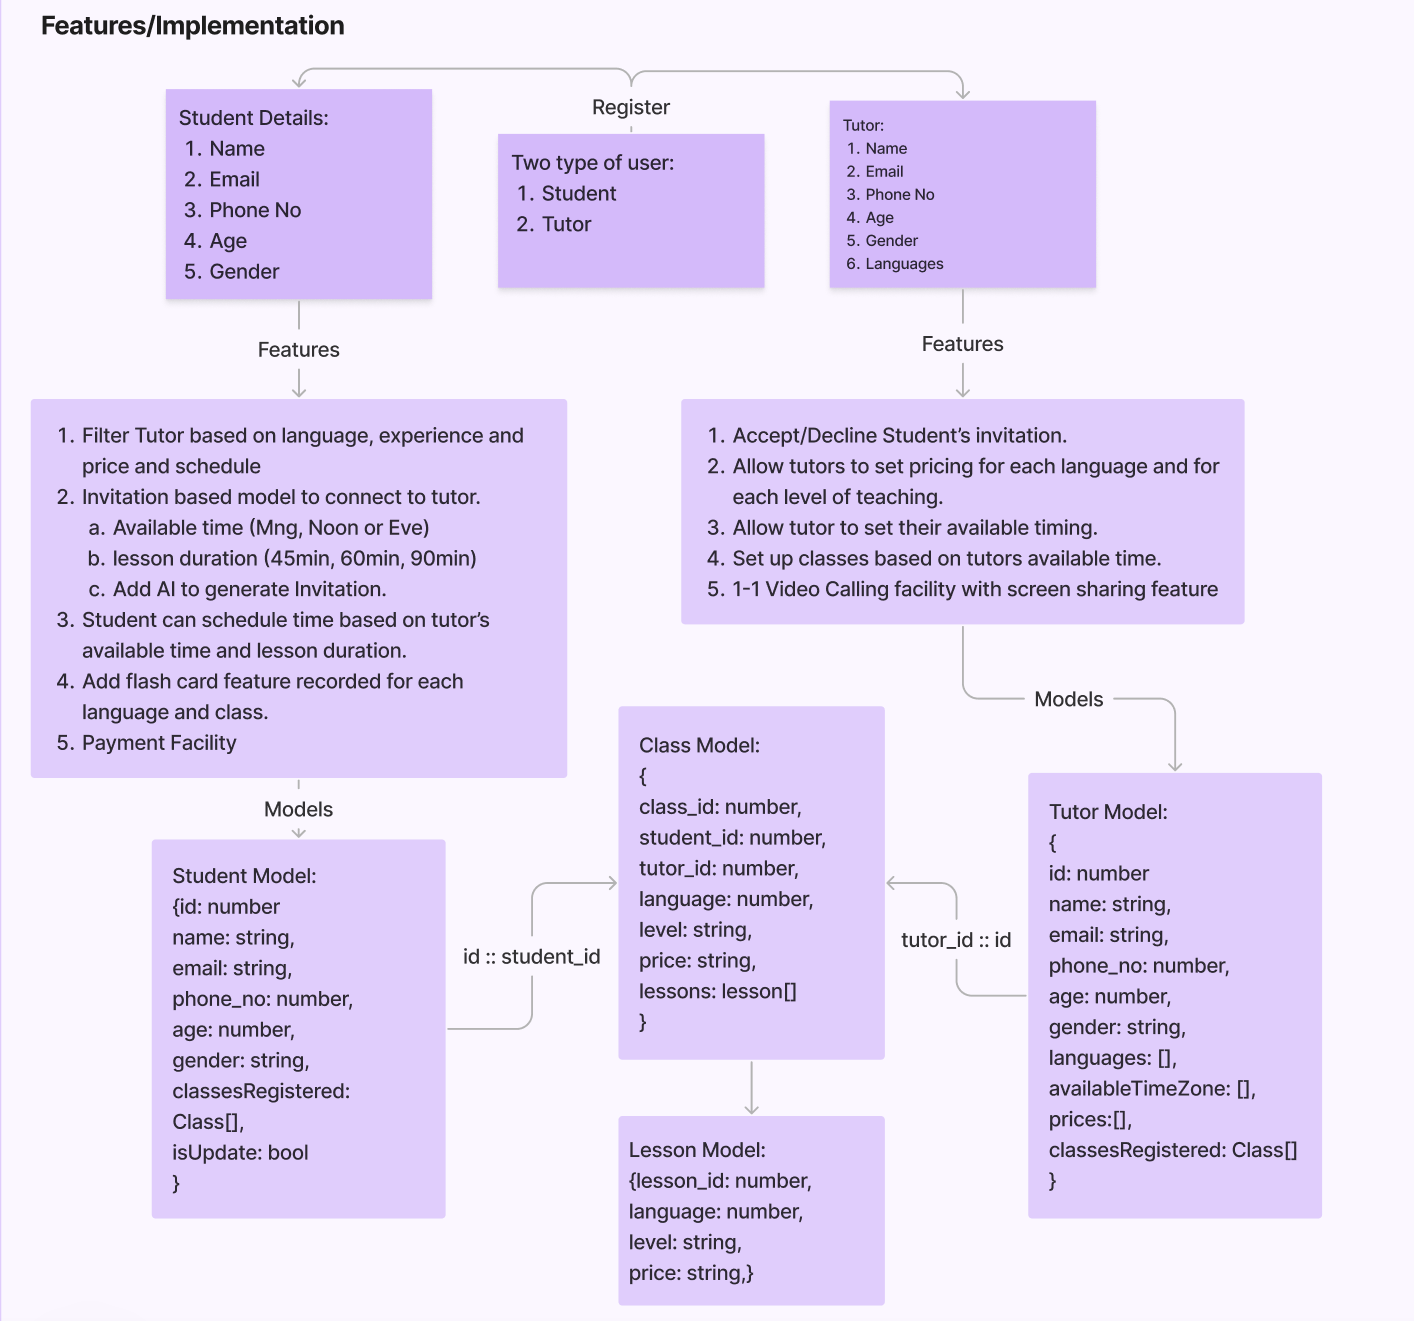 Features/Implementation
Register
Student Details:
1. Name
2. Email
3. Phone No
4. Age
5. Gender
Two type of user:
1. Student
2. Tutor
Tutor:
1. Name
2. Email
3. Phone No
4. Age
5. Gender
6. Languages
Features
1. Filter Tutor based on language, experience and
price and schedule
2. Invitation based model to connect to tutor.
a. Available time (Mng, Noon or Eve)
b. lesson duration (45min, 60min, 90min)
c. Add AI to generate Invitation.
3. Student can schedule time based on tutor’s
available time and lesson duration.
4. Add flash card feature recorded for each
language and class.
5. Payment Facility
Features
1. Accept/Decline Student’s invitation.
2. Allow tutors to set pricing for each language and for
each level of teaching.
3. Allow tutor to set their available timing.
4. Set up classes based on tutors available time.
5. 1-1 Video Calling facility with screen sharing feature
Models
Models
Student Model:
{id: number
name: string,
email: string,
phone_no: number,
age: number,
gender: string,
classesRegistered:
Class[],
isUpdate: bool
}
id :: student_id
Class Model:
{
class_id: number,
student_id: number,
tutor_id: number,
language: number,
level: string,
price: string,
lessons: lesson[]
}
tutor_id :: id
Tutor Model:
{
id: number
name: string,
email: string,
phone_no: number,
age: number,
gender: string,
languages: [],
availableTimeZone: [],
prices:[],
classesRegistered: Class[]
}
Lesson Model:
{lesson_id: number,
language: number,
level: string,
price: string,}